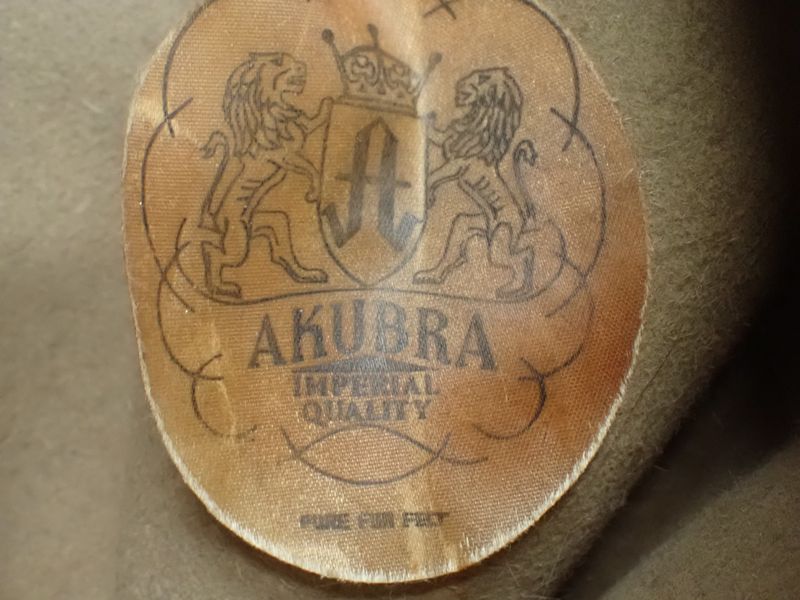 A
AKUBRA
IMPERIAL
QUALITY
PURE FUR FELT